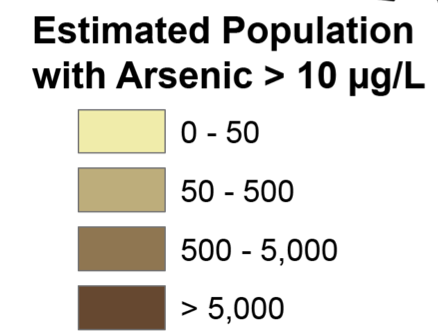 Estimated Population
with Arsenic > 10 µg/L
0 - 50
50 - 500
500 - 5,000
> 5,000